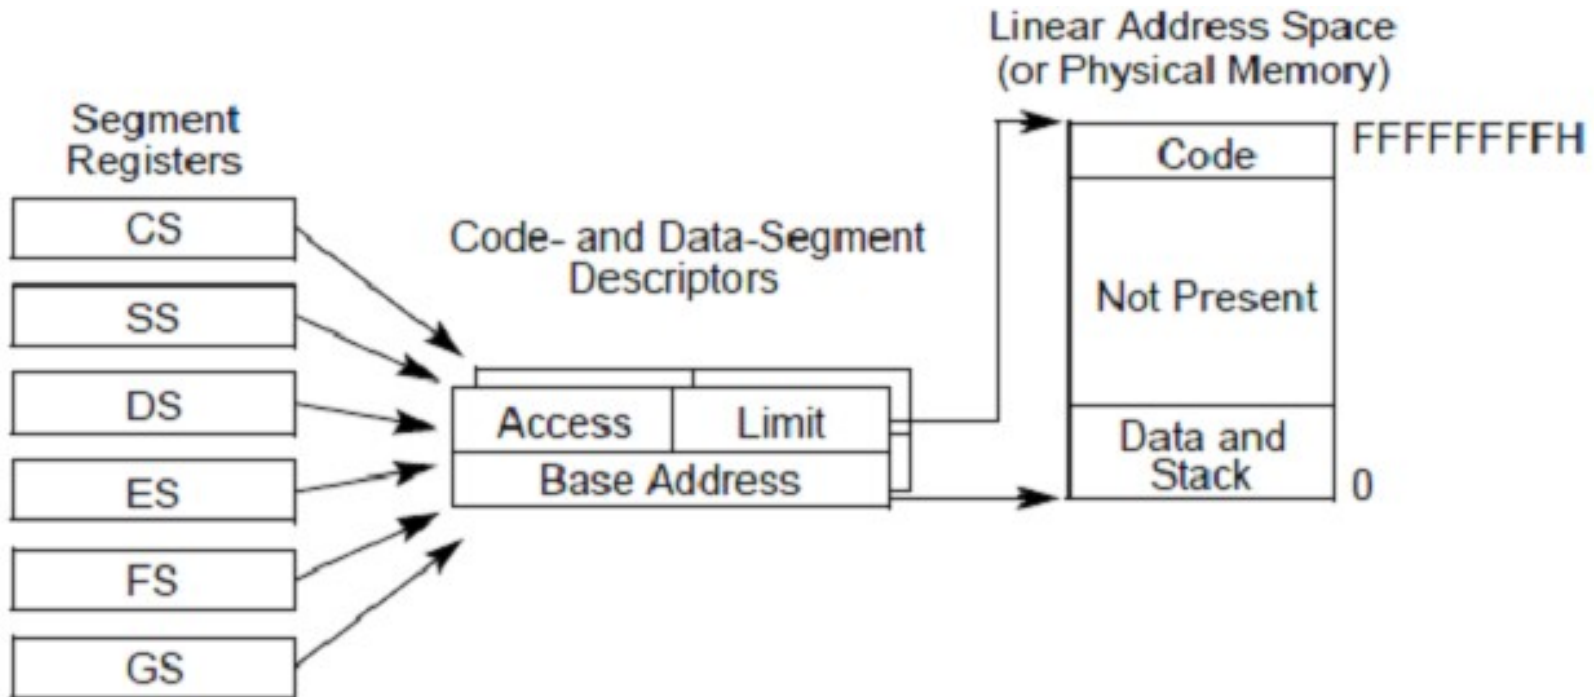 Linear Address Space
(or Physical Memory)
Segment
Registers
CS
SS
DS
ES
FS
GS
Code- and Data-Segment
Descriptors
Access
Limit
Base Address
Code
Not Present
Data and
Stack
FFFFFFFFH
0